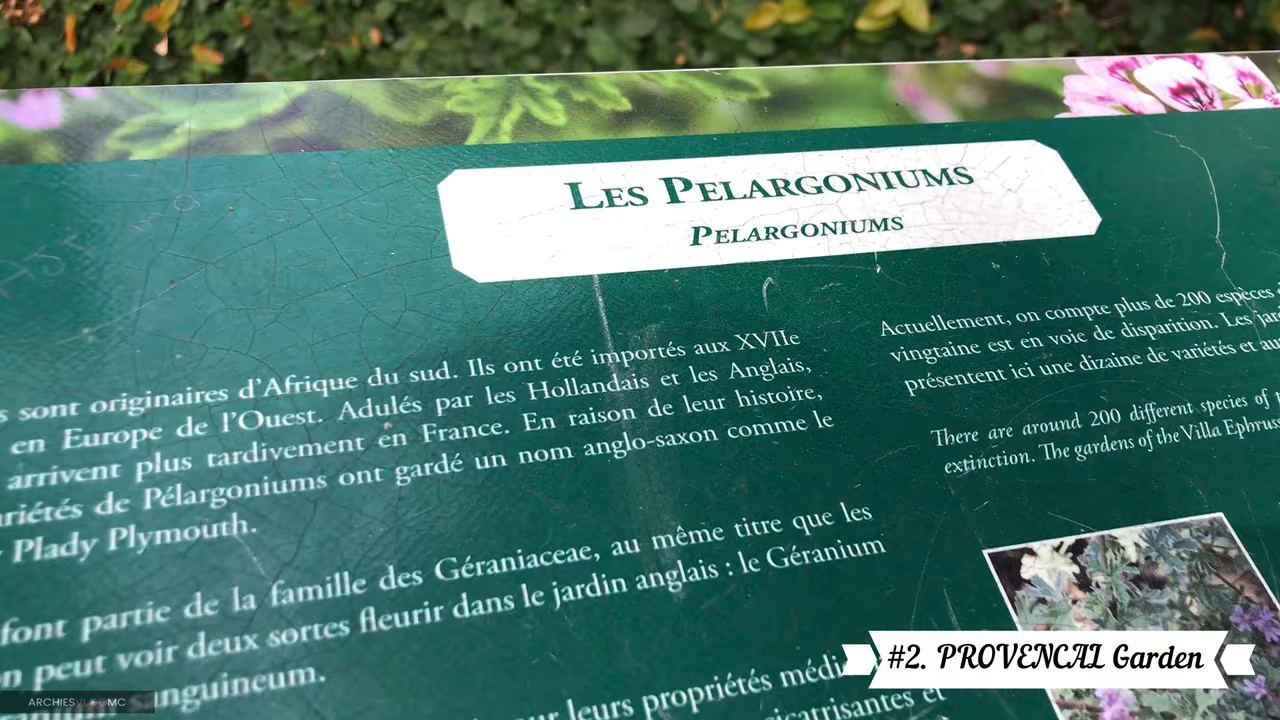 LES PELARGONIUMS
PELARGONIUMS
sont originaires d'Afrique du sud. Ils ont été importés aux XVIIe
en Europe de l'Ouest. Adulés par les Hollandais et les Anglais,
arrivent plus tardivement en France. En raison de leur histoire,
de Pélargoniums ont gardé un nom anglo-saxon comme le
Plady Plymouth.
font partie de la famille des Géraniaceae, au même titre que les
peut voir deux sortes fleurir dans le jardin anglais : le Géranium
leurs propriétés
cicatrisantes et
Actuellement, on compte plus de 200 espèces
vingtaine est en voie de disparition. Les
présentent ici une dizaine de variétés et
There are around 200 different species of
extinction. The gardens of the Villa
#2. PROVENCAL Garden
ARCHIESVLOGMC